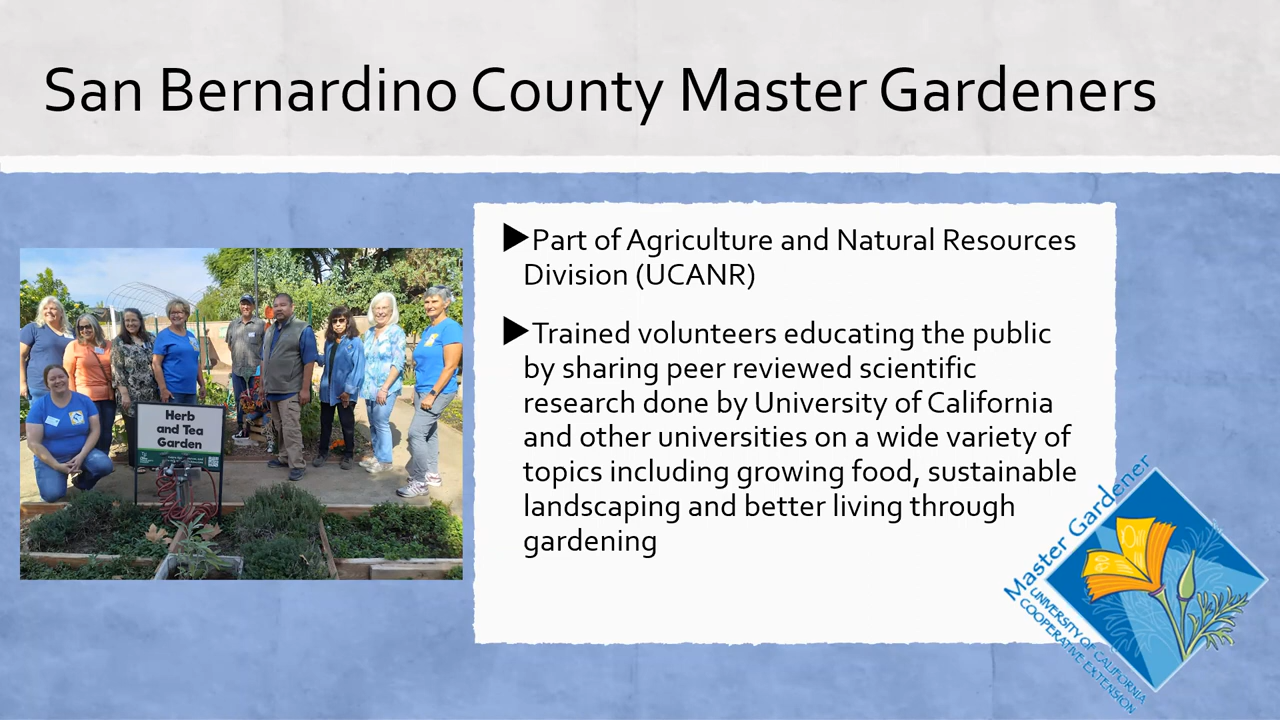 San Bernardino County Master Gardeners
▶Part of Agriculture and Natural Resources
Division (UCANR)
▶Trained volunteers educating the public
by sharing peer reviewed scientific
research done by University of California
and other universities on a wide variety of
topics including growing food, sustainable
landscaping and better living through
gardening
Herb
and Tea
Garden
Master Gardener
UNIVERSITY OF CALIFORNIA
COOPERATIVE EXTENSION